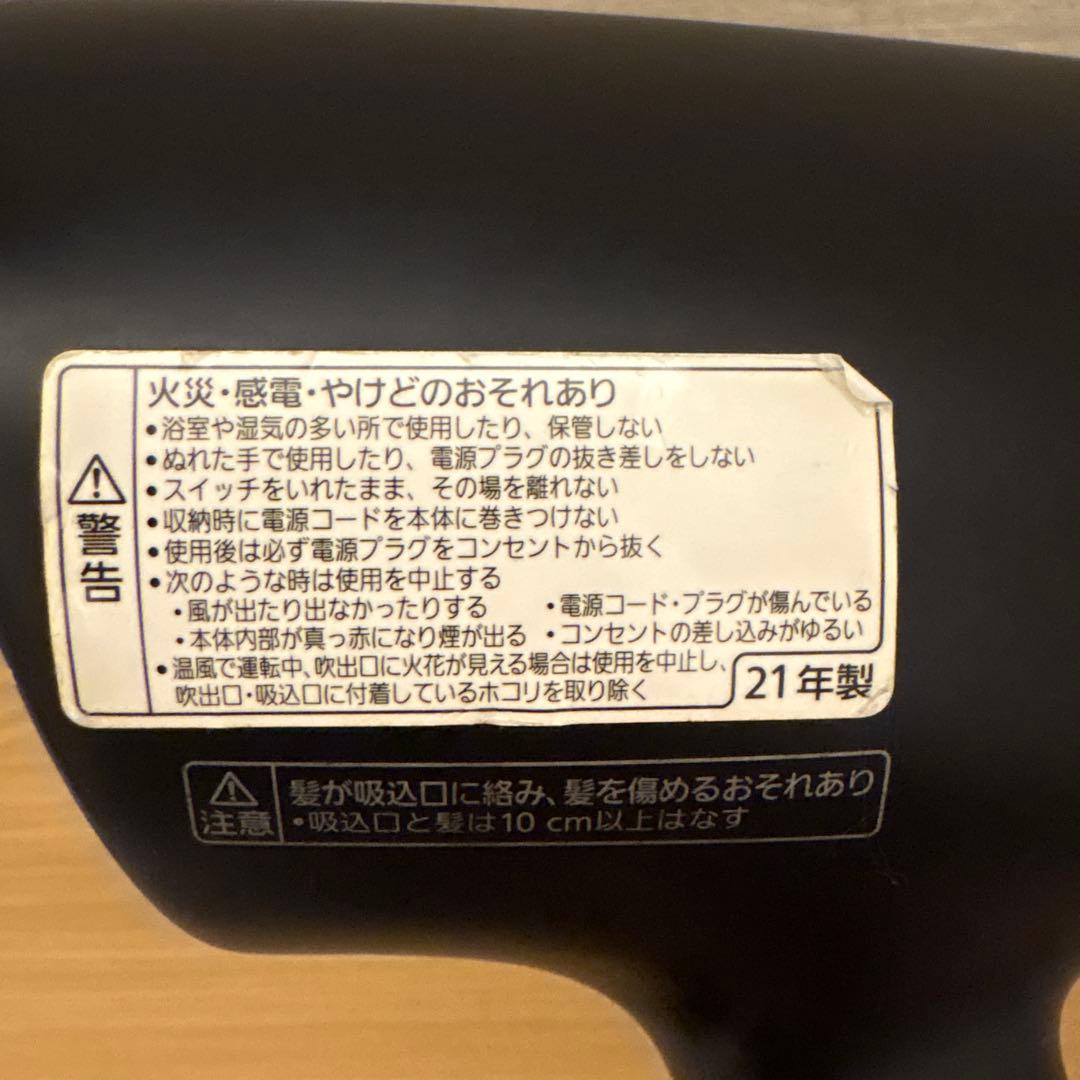 警告
火災・感電・やけどのおそれあり
・浴室や湿気の多い所で使用したり、保管しない
・ぬれた手で使用したり、電源プラグの抜き差しをしない
・スイッチをいれたまま、その場を離れない
・収納時に電源コードを本体に巻きつけない
・使用後は必ず電源プラグをコンセントから抜く
・次のような時は使用を中止する
・風が出たり出なかったりする ・電源コード・プラグが傷んでいる
・本体内部が真っ赤になり煙が出る ・コンセントの差し込みがゆるい
・温風で運転中、吹出口に火花が見える場合は使用を中止し、
吹出口・吸込口に付着しているホコリを取り除く
21年製
注意
髪が吸込口に絡み、髪を傷めるおそれあり
・吸込口と髪は10 cm以上はなす